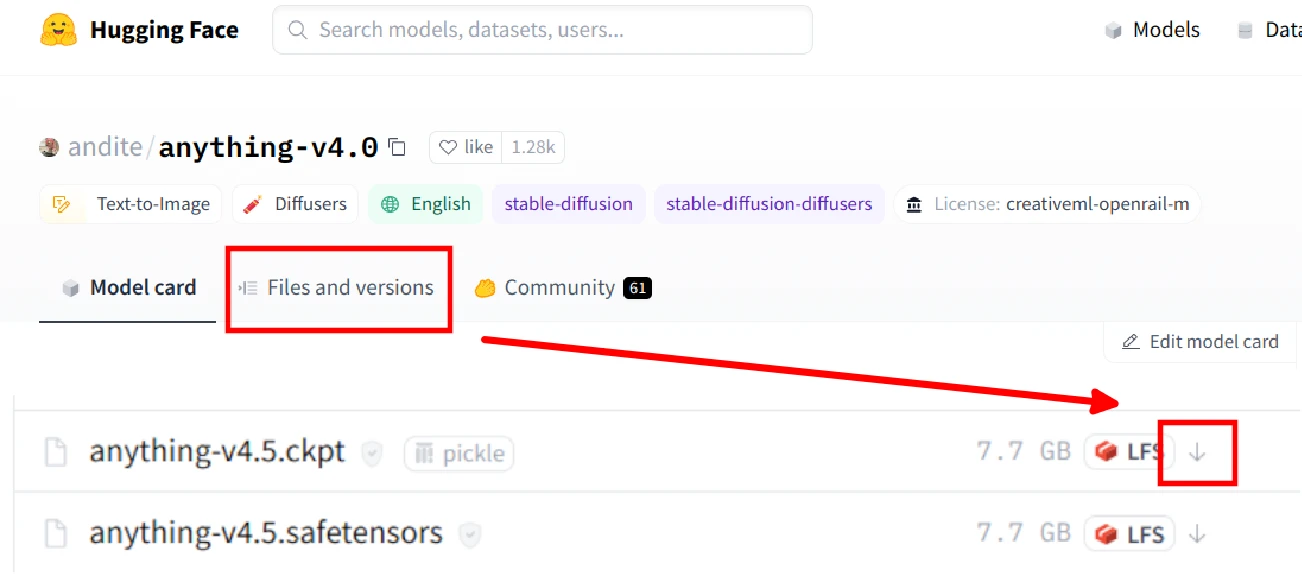 Hugging Face Search models, datasets, users... Models Data
andite/anything-v4.0 like 1.28k
Text-to-Image Diffusers English stable-diffusion stable-diffusion-diffusers License: creativeml-openrail-m
Model card Files and versions Community 61
Edit model card
anything-v4.5.ckpt pickle 7.7 GB LFS
anything-v4.5.safetensors 7.7 GB LFS